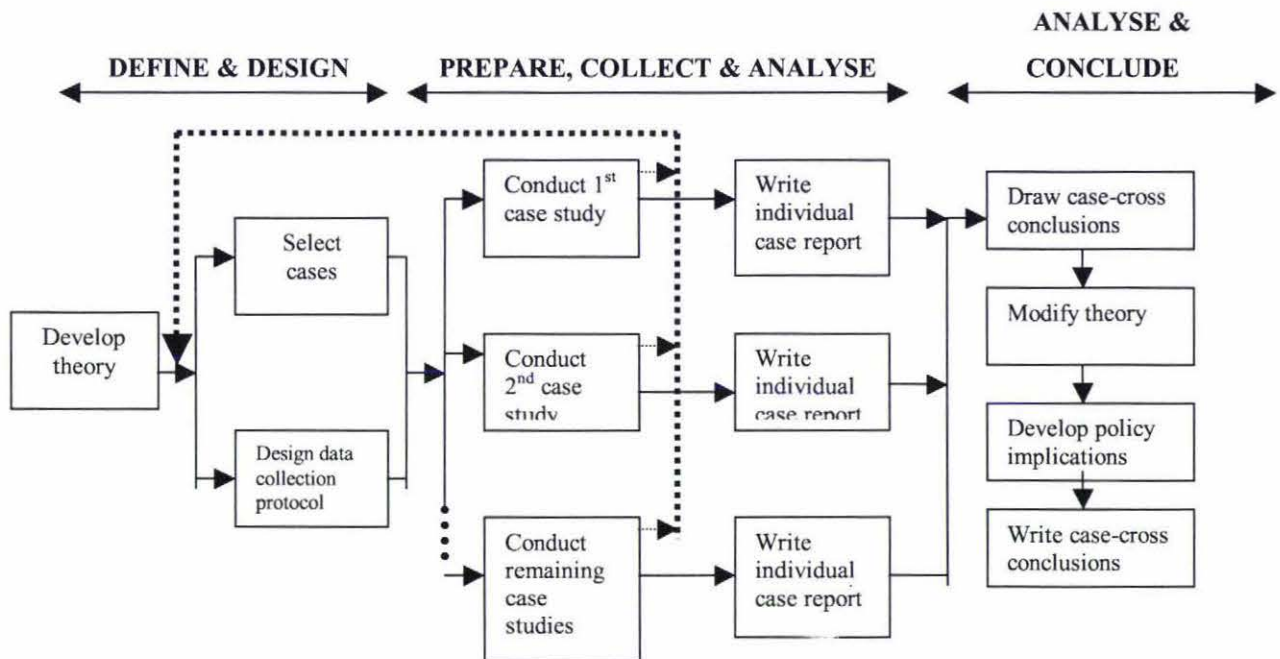 ANALYSE &
CONCLUDE
DEFINE & DESIGN
PREPARE, COLLECT & ANALYSE
Develop
theory
Select
cases
Design data
collection
protocol
Conduct 1st
case study
Conduct
2nd case
study
Conduct
remaining
case
studies
Write
individual
case report
Write
individual
case report
Write
individual
case report
Draw case-cross
conclusions
Modify theory
Develop policy
implications
Write case-cross
conclusions